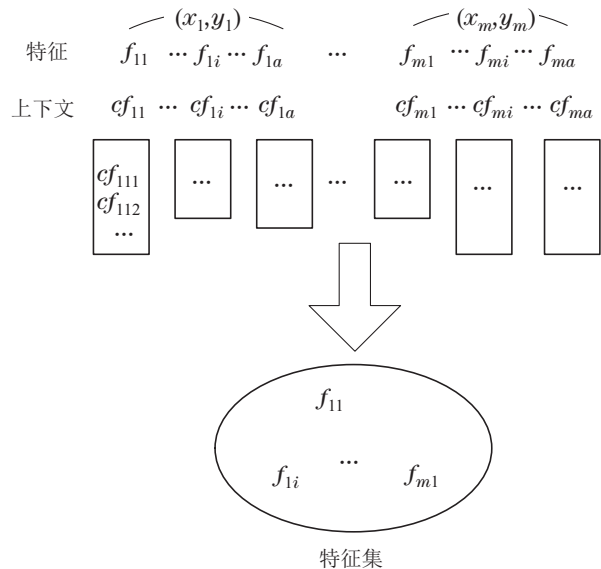 (x₁,y₁) (xₘ,yₘ)
特征 f₁₁ ··· f₁ᵢ ··· f₁ₐ ··· fₘ₁ ··· fₘᵢ ··· fₘₐ
上下文 cf₁₁ ··· cf₁ᵢ ··· cf₁ₐ cfₘ₁ ··· cfₘᵢ ··· cfₘₐ
cf₁₁₁
cf₁₁₂
··· ··· ··· ··· ··· ··· ···
f₁₁
f₁ᵢ ··· fₘ₁
特征集